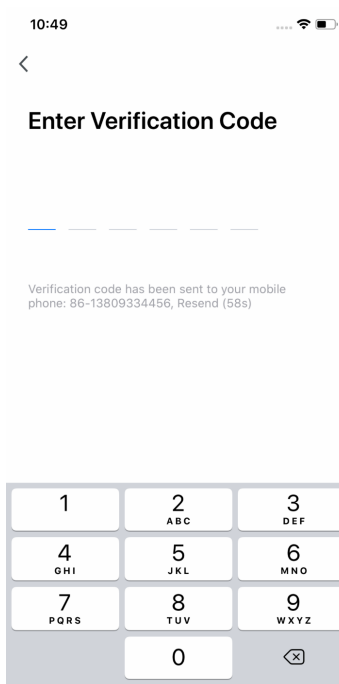 10:49
Enter Verification Code
Verification code has been sent to your mobile
phone: 86-13809334456, Resend (58s)
1
2
ABC
3
DEF
4
GHI
5
JKL
6
MNO
7
PQRS
8
TUV
9
WXYZ
0